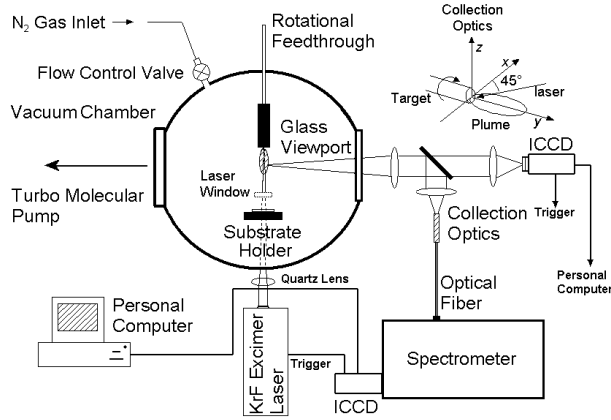 N₂ Gas Inlet
Rotational
Feedthrough
Collection
Optics
z
x
45°
laser
Target
Plume
y
Flow Control Valve
Vacuum Chamber
Glass
Viewport
ICCD
Laser
Window
Turbo Molecular
Pump
Substrate
Holder
Collection
Optics
Trigger
Personal
Computer
Quartz Lens
Optical
Fiber
Personal
Computer
KrF Excimer
Laser
Trigger
ICCD
Spectrometer